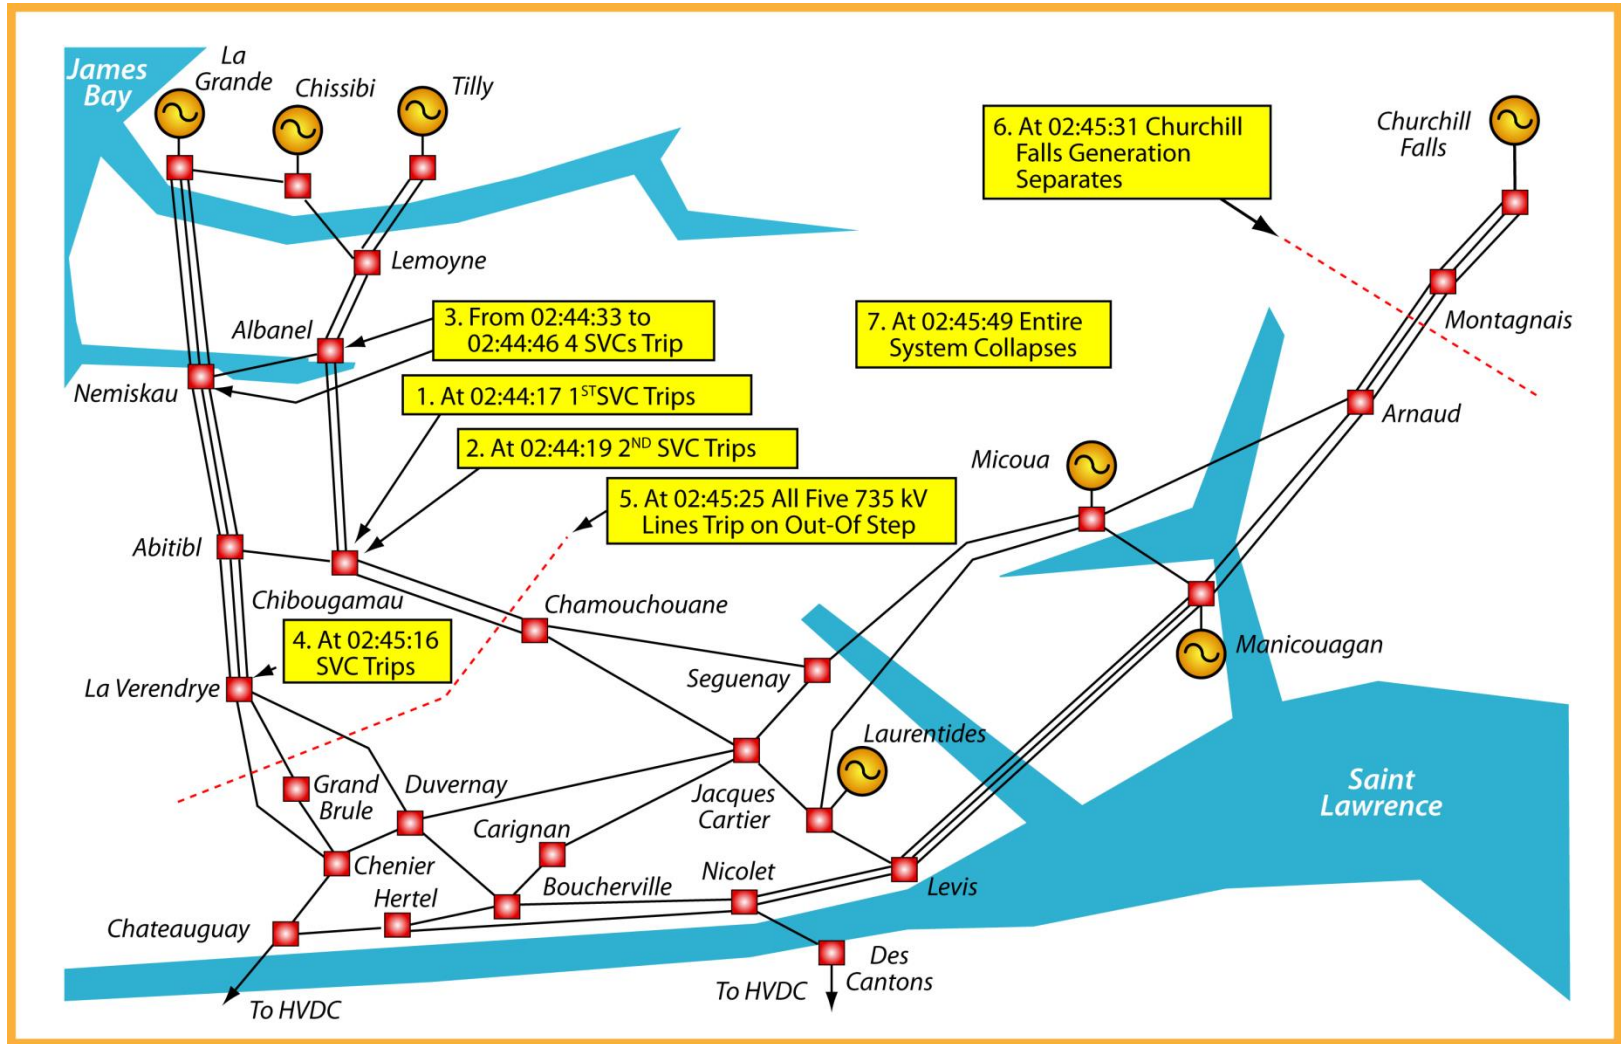 James
Bay
La
Grande
Chissibi
Tilly
6. At 02:45:31 Churchill
Falls Generation
Separates
Churchill
Falls
Lemoyne
Albanel
3. From 02:44:33 to
02:44:46 4 SVCs Trip
7. At 02:45:49 Entire
System Collapses
Montagnais
Nemiskau
1. At 02:44:17 1ST SVC Trips
Arnaud
2. At 02:44:19 2ND SVC Trips
Micoua
5. At 02:45:25 All Five 735 kV
Lines Trip on Out-Of Step
Abitibl
Chibougamau
Chamouchouane
4. At 02:45:16
SVC Trips
Manicouagan
La Verendrye
Seguenay
Laurentides
Grand
Brule
Duvernay
Jacques
Cartier
Saint
Lawrence
Carignan
Chenier
Nicolet
Levis
Hertel
Boucherville
Chateauguay
Des
Cantons
To HVDC
To HVDC